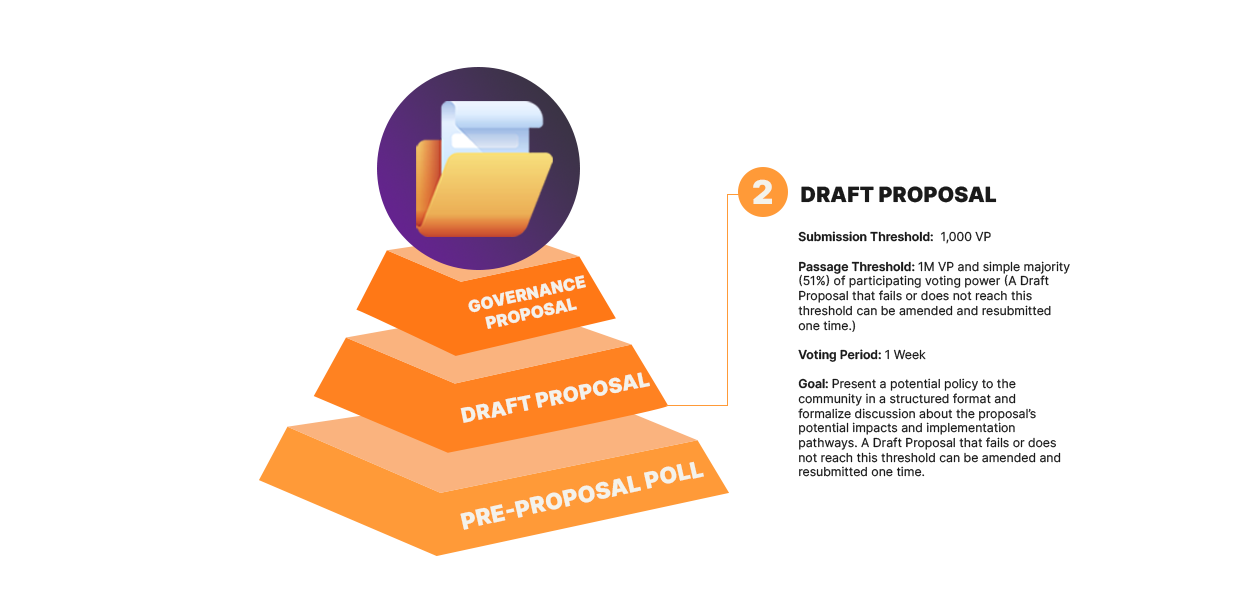 GOVERNANCE
PROPOSAL
DRAFT PROPOSAL
PRE-PROPOSAL POLL
2
DRAFT PROPOSAL
Submission Threshold: 1,000 VP
Passage Threshold: 1M VP and simple majority
(51%) of participating voting power (A Draft
Proposal that fails or does not reach this
threshold can be amended and resubmitted
one time.)
Voting Period: 1 Week
Goal: Present a potential policy to the
community in a structured format and
formalize discussion about the proposal's
potential impacts and implementation
pathways. A Draft Proposal that fails or does
not reach this threshold can be amended and
resubmitted one time.